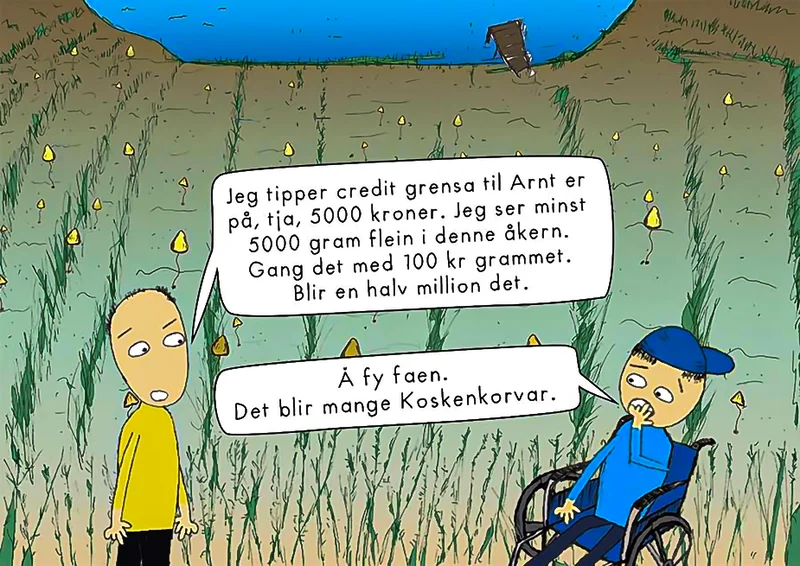 Jeg tipper credit grensa til Arnt er
på, tja, 5000 kroner. Jeg ser minst
5000 gram flein i denne åkern.
Gang det med 100 kr grammet.
Blir en halv million det.
Å fy faen.
Det blir mange Koskenkorvar.